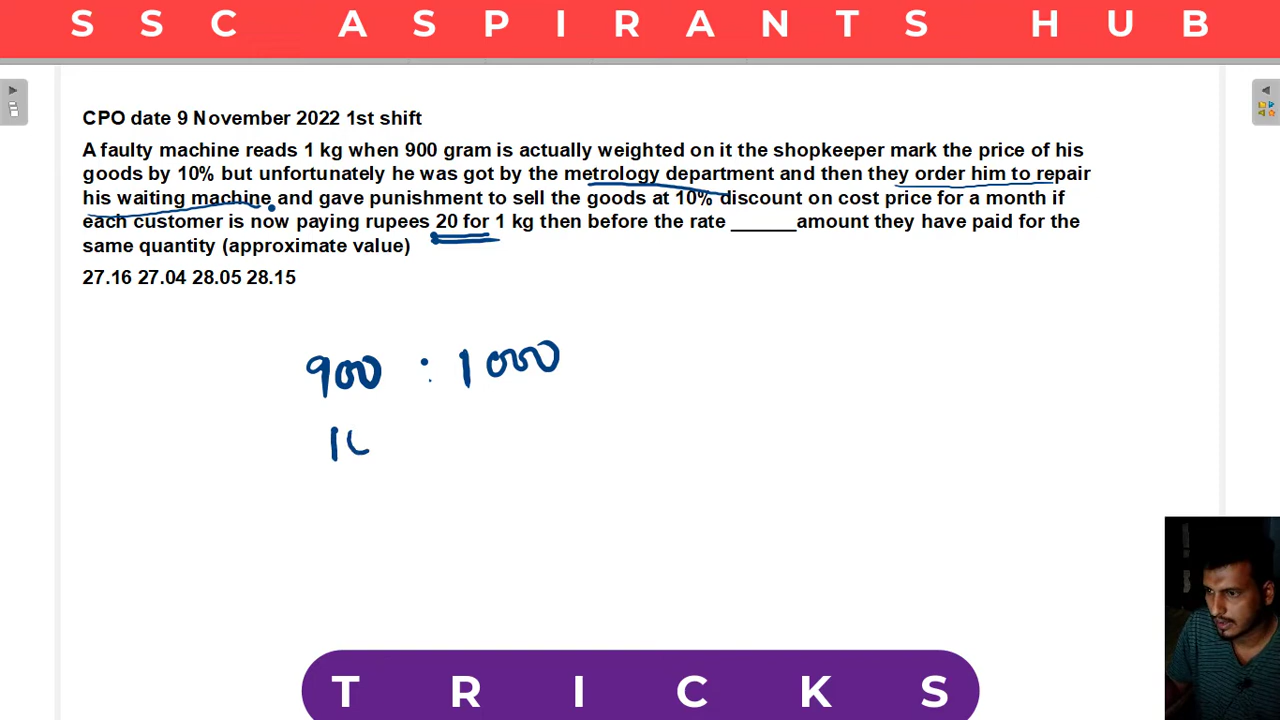 SSC ASPIRANTS HUB
CPO date 9 November 2022 1st shift
A faulty machine reads 1 kg when 900 gram is actually weighted on it the shopkeeper mark the price of his
goods by 10% but unfortunately he was got by the metrology department and then they order him to repair
his waiting machine and gave punishment to sell the goods at 10% discount on cost price for a month if
each customer is now paying rupees 20 for 1 kg then before the rate ______amount they have paid for the
same quantity (approximate value)
27.16 27.04 28.05 28.15
900 : 1000
TRICKS